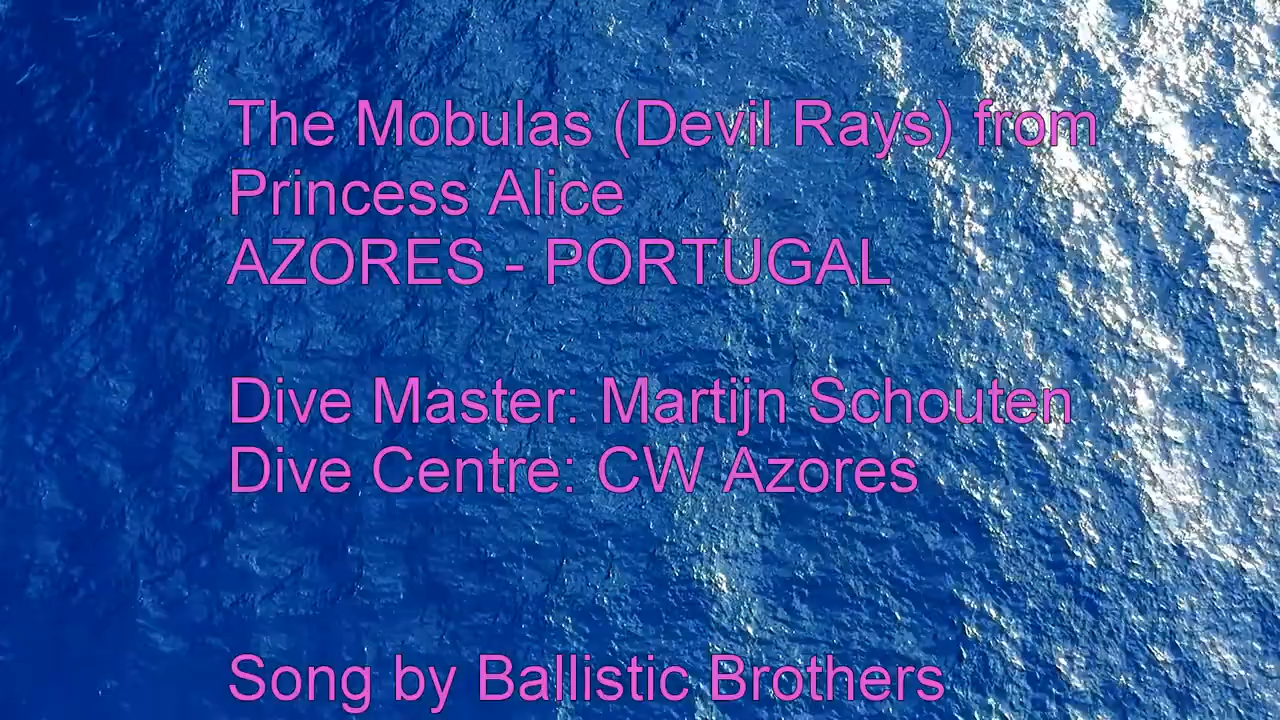 The Mobulas (Devil Rays) from
Princess Alice
AZORES - PORTUGAL
Dive Master: Martijn Schouten
Dive Centre: CW Azores
Song by Ballistic Brothers